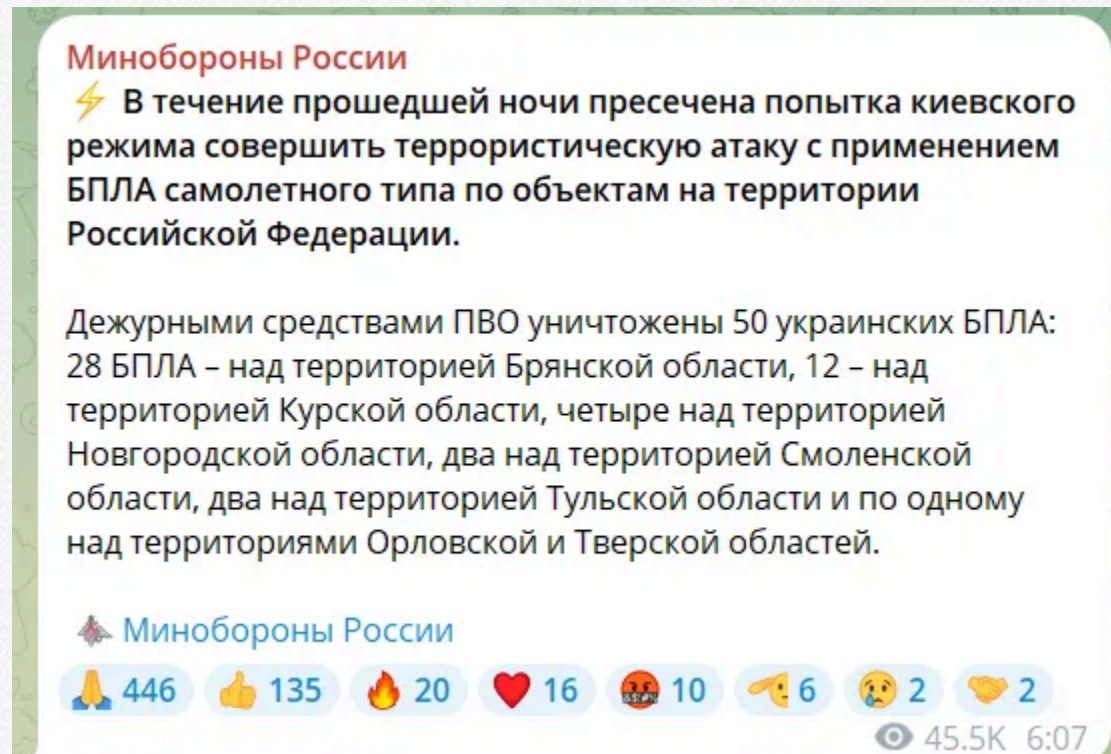 Минобороны России
⚡ В течение прошедшей ночи пресечена попытка киевского
режима совершить террористическую атаку с применением
БПЛА самолетного типа по объектам на территории
Российской Федерации.
Дежурными средствами ПВО уничтожены 50 украинских БПЛА:
28 БПЛА – над территорией Брянской области, 12 – над
территорией Курской области, четыре над территорией
Новгородской области, два над территорией Смоленской
области, два над территорией Тульской области и по одному
над территориями Орловской и Тверской областей.
Минобороны России
🙏 446 👍 135 🔥 20 ❤️ 16 🤬 10 🫡 6 😢 2 🤝 2
45.5K 6:07